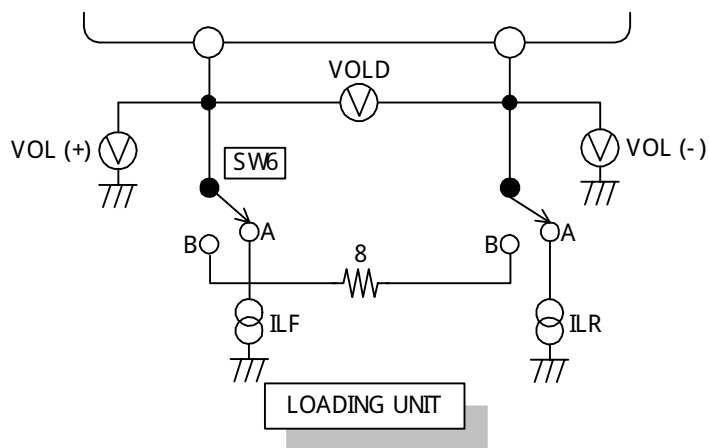 VOLD
VOL (+)
VOL (-)
SW6
A
A
B
B
8
ILF
ILR
LOADING UNIT